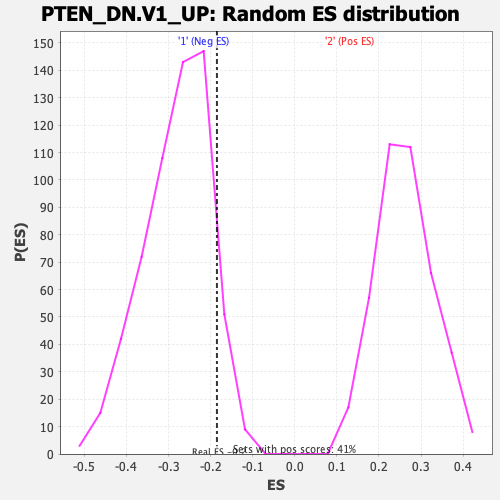 PTEN_DN.V1_UP: Random ES distribution
'1' (Neg ES)
'2' (Pos ES)
150
140
130
120
110
100
90
80
70
60
50
40
30
20
10
0
P(ES)
Real ES
Sets with pos scores: 41%
-0.5 -0.4 -0.3 -0.2 -0.1 0.0 0.1 0.2 0.3 0.4
ES